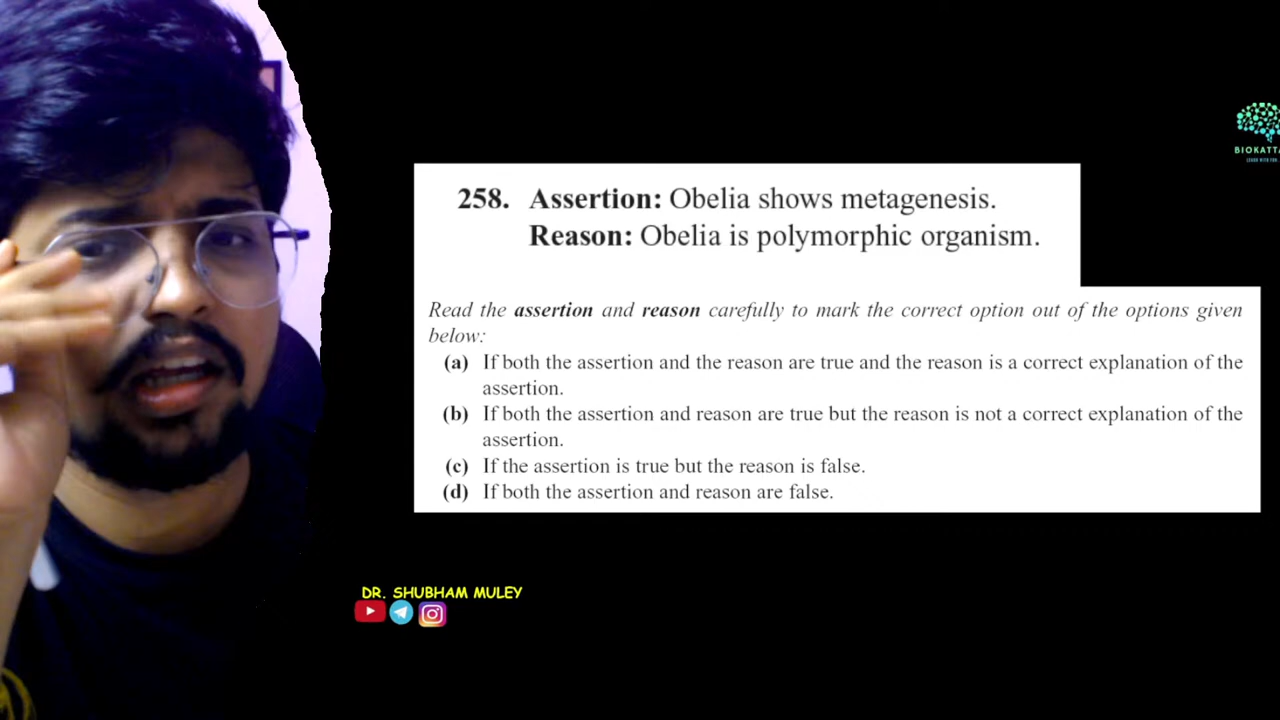 258. Assertion: Obelia shows metagenesis.
Reason: Obelia is polymorphic organism.
Read the assertion and reason carefully to mark the correct option out of the options given
below:
(a) If both the assertion and the reason are true and the reason is a correct explanation of the
assertion.
(b) If both the assertion and reason are true but the reason is not a correct explanation of the
assertion.
(c) If the assertion is true but the reason is false.
(d) If both the assertion and reason are false.
BIOKATTA
LEARN WITH FUN
DR. SHUBHAM MULEY